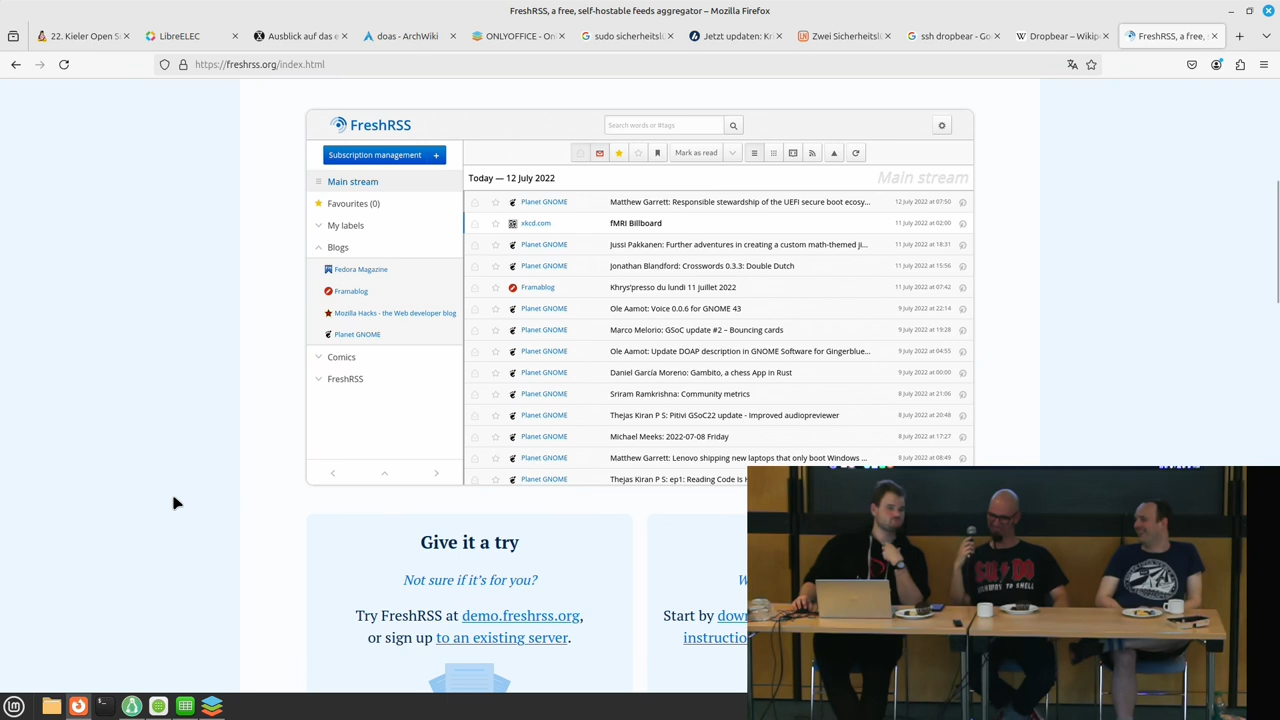 FreshRSS, a free, self-hostable feeds aggregator – Mozilla Firefox
22. Kieler Open S
LibreELEC
Ausblick auf das e
doas - ArchWiki
ONLYOFFICE - On
sudo sicherheitsl
Jetzt updaten: K
Zwei Sicherheitsl
ssh dropbear - Go
Dropbear – Wikip
FreshRSS, a free,
https://freshrss.org/index.html
FreshRSS
Search words or #tags
Subscription management +
Mark as read
Main stream
Today — 12 July 2022
Main stream
Favourites (0)
My labels
Blogs
Fedora Magazine
Framablog
Mozilla Hacks - the Web developer blog
Planet GNOME
Comics
FreshRSS
Planet GNOME Matthew Garrett: Responsible stewardship of the UEFI secure boot ecosy... 12 July 2022 at 07:50
xkcd.com fMRI Billboard 11 July 2022 at 02:00
Planet GNOME Jussi Pakkanen: Further adventures in creating a custom math-themed ji... 11 July 2022 at 18:31
Planet GNOME Jonathan Blandford: Crosswords 0.3.3: Double Dutch 11 July 2022 at 15:56
Framablog Khrys'presso du lundi 11 juillet 2022 11 July 2022 at 07:42
Planet GNOME Ole Aamot: Voice 0.0.6 for GNOME 43 9 July 2022 at 22:14
Planet GNOME Marco Melorio: GSoC update #2 – Bouncing cards 9 July 2022 at 19:28
Planet GNOME Ole Aamot: Update DOAP description in GNOME Software for Gingerblue... 9 July 2022 at 04:55
Planet GNOME Daniel García Moreno: Gambito, a chess App in Rust 9 July 2022 at 00:00
Planet GNOME Sriram Ramkrishna: Community metrics 8 July 2022 at 21:06
Planet GNOME Thejas Kiran P S: Pitivi GSoC22 update - Improved audiopreviewer 8 July 2022 at 20:48
Planet GNOME Michael Meeks: 2022-07-08 Friday 8 July 2022 at 17:27
Planet GNOME Matthew Garrett: Lenovo shipping new laptops that only boot Windows ... 8 July 2022 at 08:49
Planet GNOME Thejas Kiran P S: ep1: Reading Code Is H
Give it a try
Not sure if it's for you?
Try FreshRSS at demo.freshrss.org,
or sign up to an existing server.
W
Start by dow
instructio
SU DO
HIGHWAY TO SHELL